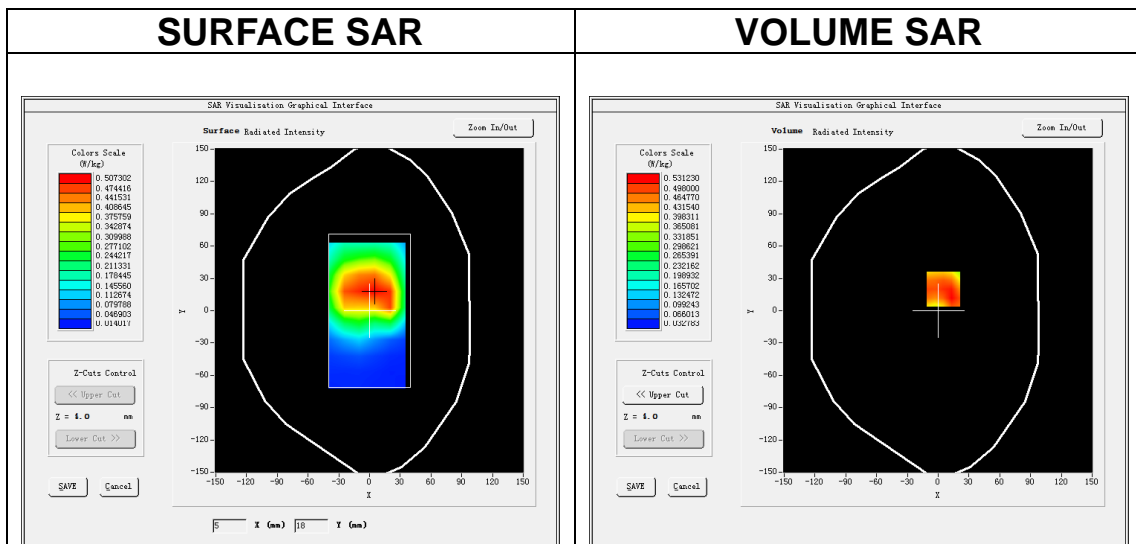 SURFACE SAR
VOLUME SAR
SAR Visualisation Graphical Interface
Surface Radiated Intensity
Zoom In/Out
Colors Scale
(W/kg)
0.507302
0.474416
0.441531
0.408645
0.375759
0.342874
0.309988
0.277102
0.244217
0.211331
0.178445
0.145560
0.112674
0.079788
0.046903
0.014017
150
120
90
60
30
0
-30
-60
-90
-120
-150
Y
-150 -120 -90 -60 -30 0 30 60 90 120 150
X
Z-Cuts Control
<< Upper Cut
Z = 4.0 mm
Lower Cut >>
SAVE Cancel
5 X (mm) 18 Y (mm)
SAR Visualisation Graphical Interface
Volume Radiated Intensity
Zoom In/Out
Colors Scale
(W/kg)
0.531230
0.498000
0.464770
0.431540
0.398311
0.365081
0.331851
0.298621
0.265391
0.232162
0.198932
0.165702
0.132472
0.099243
0.066013
0.032783
150
120
90
60
30
0
-30
-60
-90
-120
-150
Y
-150 -120 -90 -60 -30 0 30 60 90 120 150
X
Z-Cuts Control
<< Upper Cut
Z = 4.0 mm
Lower Cut >>
SAVE Cancel